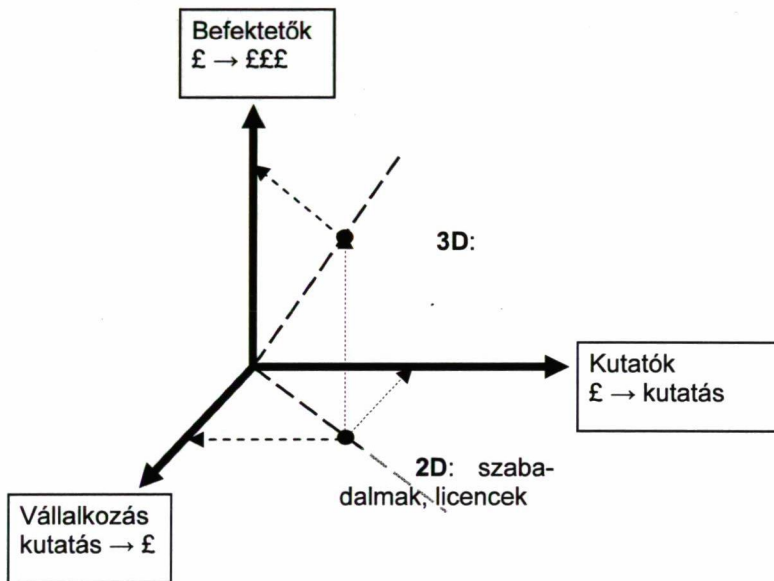 Befektetők
£ → £££
3D:
Kutatók
£ → kutatás
2D: szaba-
dalmak, licencek
Vállalkozás
kutatás → £